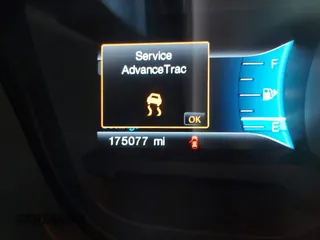 Service
AdvanceTrac
OK
F
E
175077 mi